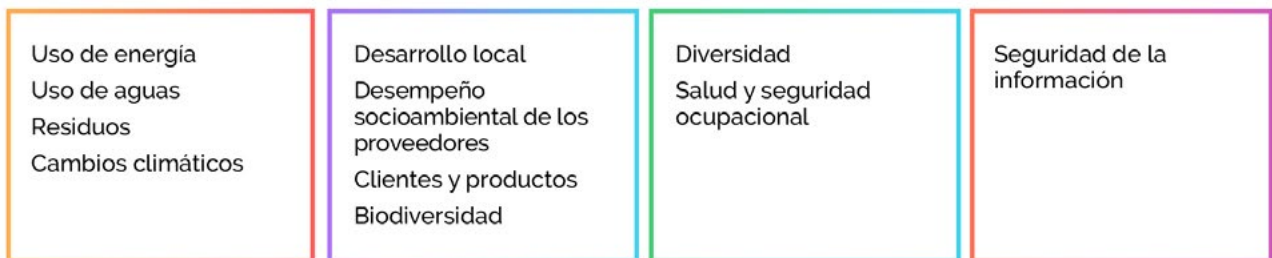 Uso de energía
Uso de aguas
Residuos
Cambios climáticos
Desarrollo local
Desempeño
socioambiental de los
proveedores
Clientes y productos
Biodiversidad
Diversidad
Salud y seguridad
ocupacional
Seguridad de la
información